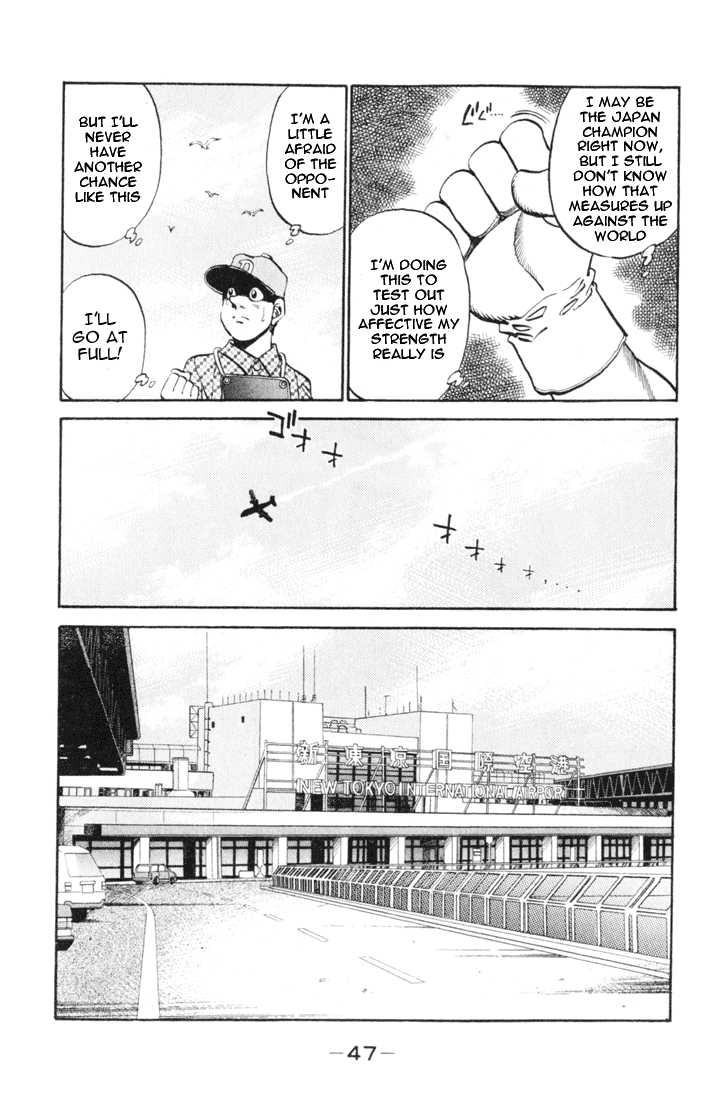 I MAY BE
THE JAPAN
CHAMPION
RIGHT NOW,
BUT I STILL
DON'T KNOW
HOW THAT
MEASURES UP
AGAINST THE
WORLD
ググ……
I'M DOING
THIS TO
TEST OUT
JUST HOW
AFFECTIVE MY
STRENGTH
REALLY IS
I'M A
LITTLE
AFRAID
OF THE
OPPO-
NENT
BUT I'LL
NEVER
HAVE
ANOTHER
CHANCE
LIKE THIS
I'LL
GO AT
FULL!
ゴオオ
オオオオ……
新東京国際空港
NEW TOKYO INTERNATIONAL AIRPORT
-47-